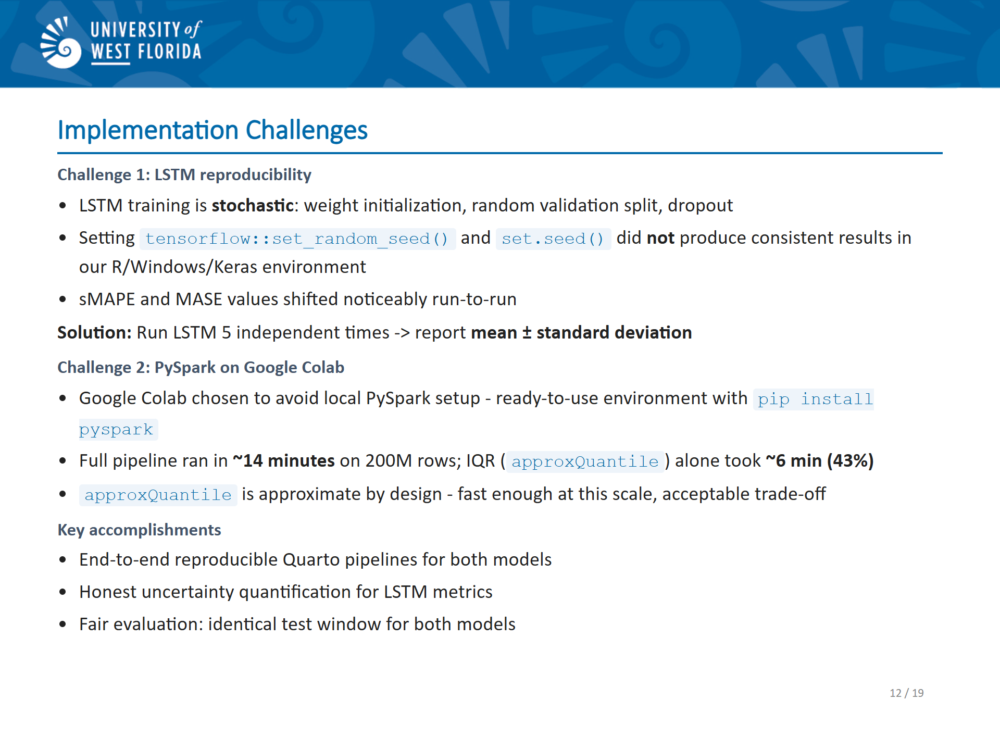 UNIVERSITY of
WEST FLORIDA
Implementation Challenges
Challenge 1: LSTM reproducibility
• LSTM training is stochastic: weight initialization, random validation split, dropout
• Setting tensorflow::set_random_seed() and set.seed() did not produce consistent results in
our R/Windows/Keras environment
• sMAPE and MASE values shifted noticeably run-to-run
Solution: Run LSTM 5 independent times -> report mean ± standard deviation
Challenge 2: PySpark on Google Colab
• Google Colab chosen to avoid local PySpark setup - ready-to-use environment with pip install
pyspark
• Full pipeline ran in ~14 minutes on 200M rows; IQR (approxQuantile) alone took ~6 min (43%)
• approxQuantile is approximate by design - fast enough at this scale, acceptable trade-off
Key accomplishments
• End-to-end reproducible Quarto pipelines for both models
• Honest uncertainty quantification for LSTM metrics
• Fair evaluation: identical test window for both models
12 / 19